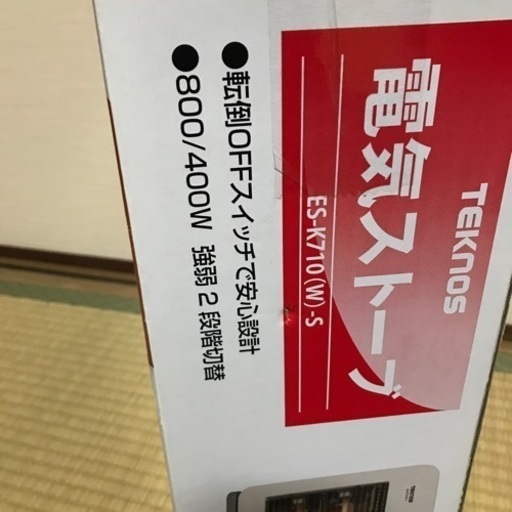 TEKNOS
電気ストーブ
ES-K710(W)-S
●転倒OFFスイッチで安心設計
●800/400W 強弱2段階切替
TEKNOS